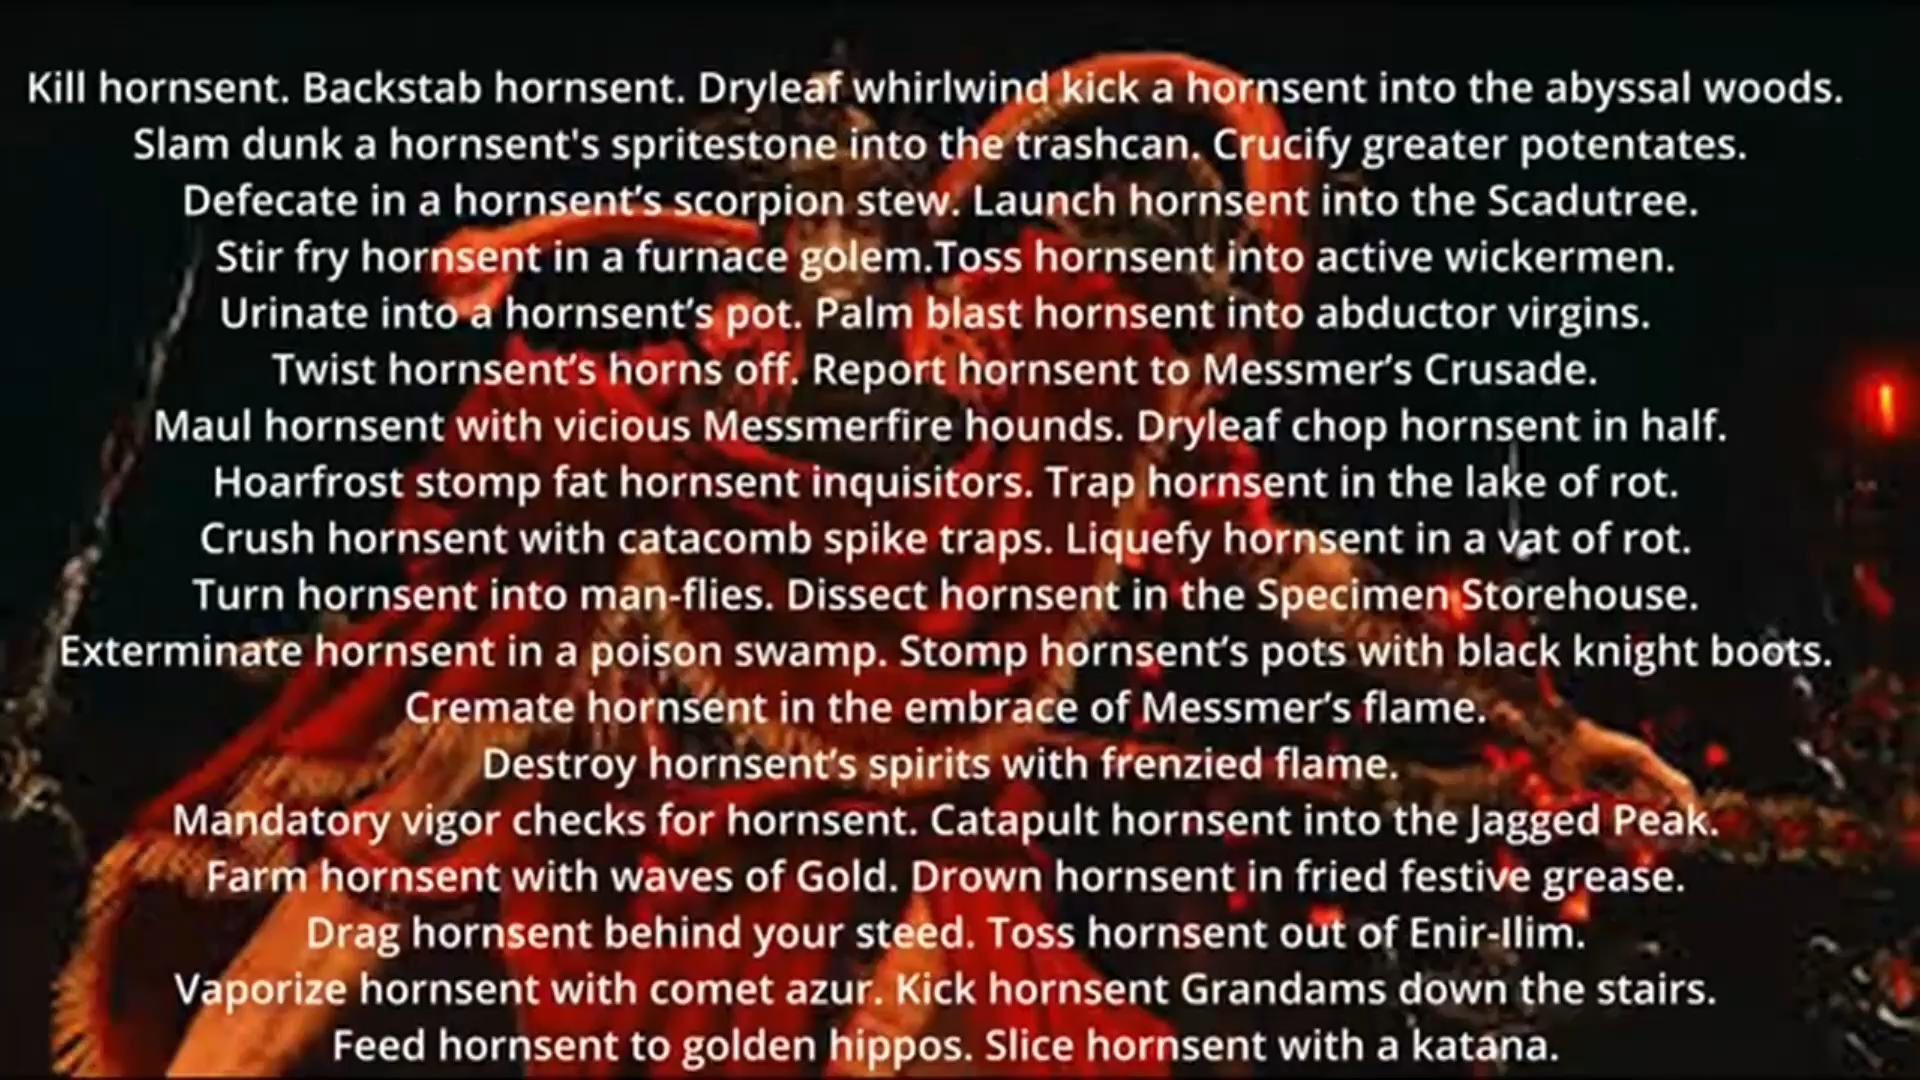 Kill hornsent. Backstab hornsent. Dryleaf whirlwind kick a hornsent into the abyssal woods.
Slam dunk a hornsent's spritestone into the trashcan. Crucify greater potentates.
Defecate in a hornsent’s scorpion stew. Launch hornsent into the Scadutree.
Stir fry hornsent in a furnace golem.Toss hornsent into active wickermen.
Urinate into a hornsent’s pot. Palm blast hornsent into abductor virgins.
Twist hornsent’s horns off. Report hornsent to Messmer’s Crusade.
Maul hornsent with vicious Messmerfire hounds. Dryleaf chop hornsent in half.
Hoarfrost stomp fat hornsent inquisitors. Trap hornsent in the lake of rot.
Crush hornsent with catacomb spike traps. Liquefy hornsent in a vat of rot.
Turn hornsent into man-flies. Dissect hornsent in the Specimen Storehouse.
Exterminate hornsent in a poison swamp. Stomp hornsent’s pots with black knight boots.
Cremate hornsent in the embrace of Messmer’s flame.
Destroy hornsent’s spirits with frenzied flame.
Mandatory vigor checks for hornsent. Catapult hornsent into the Jagged Peak.
Farm hornsent with waves of Gold. Drown hornsent in fried festive grease.
Drag hornsent behind your steed. Toss hornsent out of Enir-Ilim.
Vaporize hornsent with comet azur. Kick hornsent Grandams down the stairs.
Feed hornsent to golden hippos. Slice hornsent with a katana.